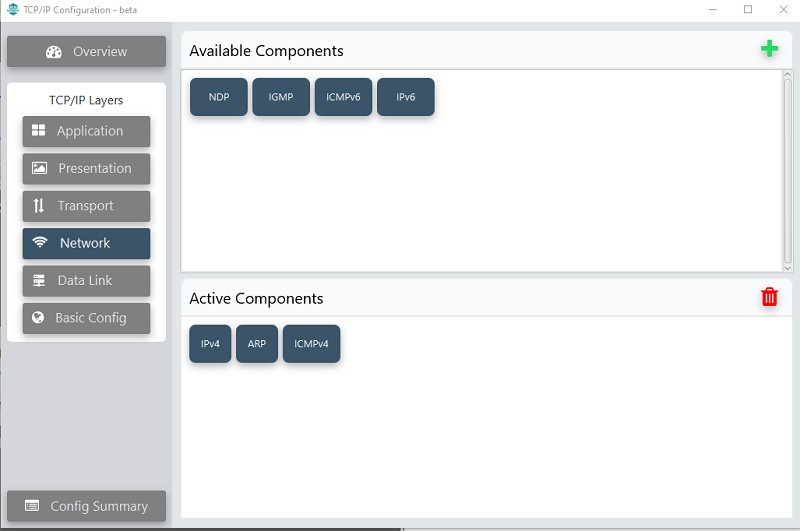 TCP/IP Configuration - beta
Overview
TCP/IP Layers
Application
Presentation
Transport
Network
Data Link
Basic Config
Config Summary
Available Components
NDP IGMP ICMPv6 IPv6
Active Components
IPv4 ARP ICMPv4